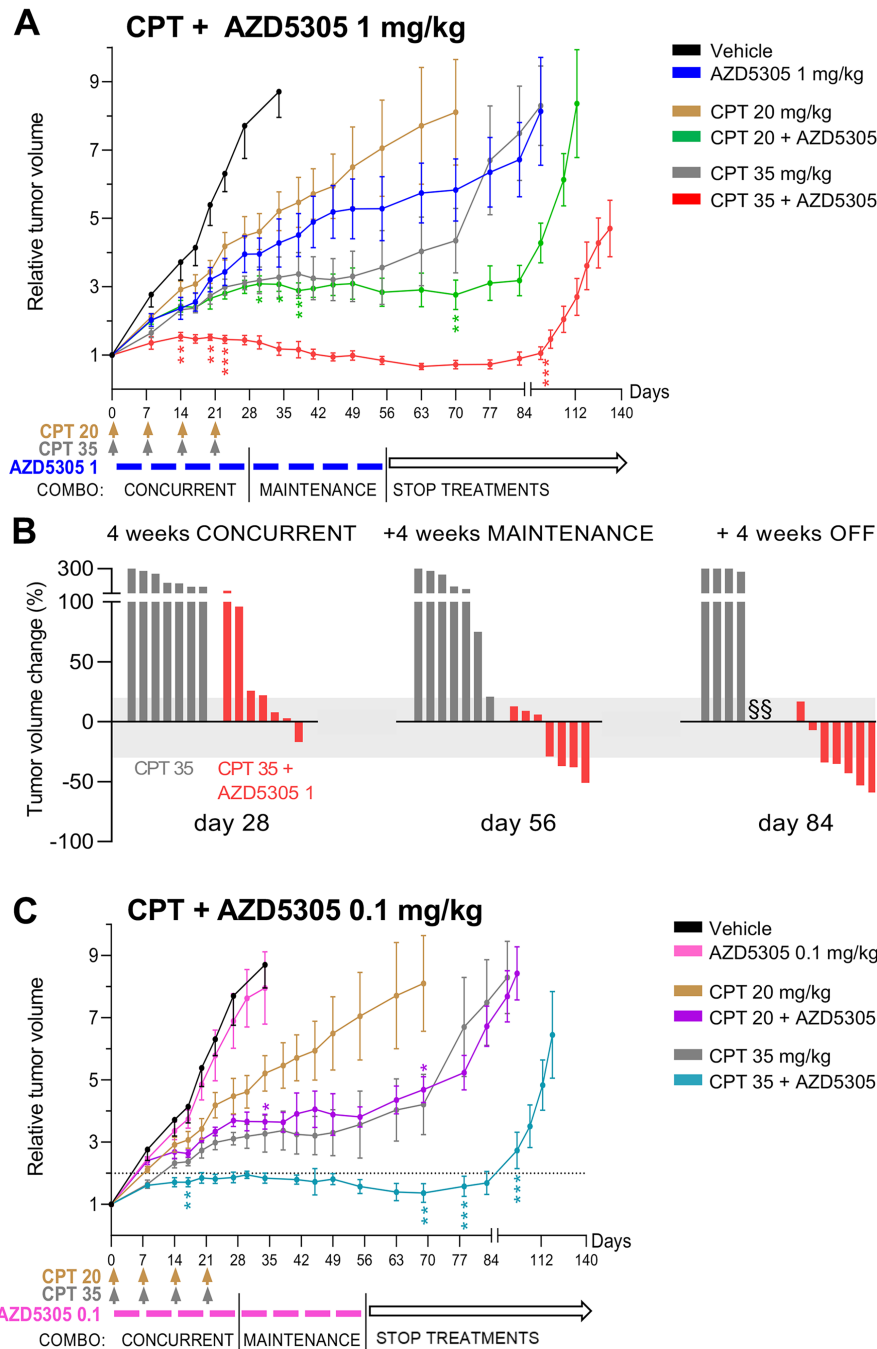 A
CPT + AZD5305 1 mg/kg
Relative tumor volume
9
7
5
3
1
Vehicle
AZD5305 1 mg/kg
CPT 20 mg/kg
CPT 20 + AZD5305
CPT 35 mg/kg
CPT 35 + AZD5305
* * * *
* *
* *
* * *
* *
* * *
0 7 14 21 28 35 42 49 56 63 70 77 84 112 140 Days
CPT 20
CPT 35
AZD5305 1
COMBO: CONCURRENT MAINTENANCE STOP TREATMENTS
B
4 weeks CONCURRENT +4 weeks MAINTENANCE + 4 weeks OFF
Tumor volume change (%)
300
100
50
0
-50
-100
§§
CPT 35
CPT 35 +
AZD5305 1
day 28 day 56 day 84
C
CPT + AZD5305 0.1 mg/kg
Relative tumor volume
9
7
5
3
1
Vehicle
AZD5305 0.1 mg/kg
CPT 20 mg/kg
CPT 20 + AZD5305
CPT 35 mg/kg
CPT 35 + AZD5305
*
*
* *
* *
* * *
* * *
0 7 14 21 28 35 42 49 56 63 70 77 84 112 140 Days
CPT 20
CPT 35
AZD5305 0.1
COMBO: CONCURRENT MAINTENANCE STOP TREATMENTS